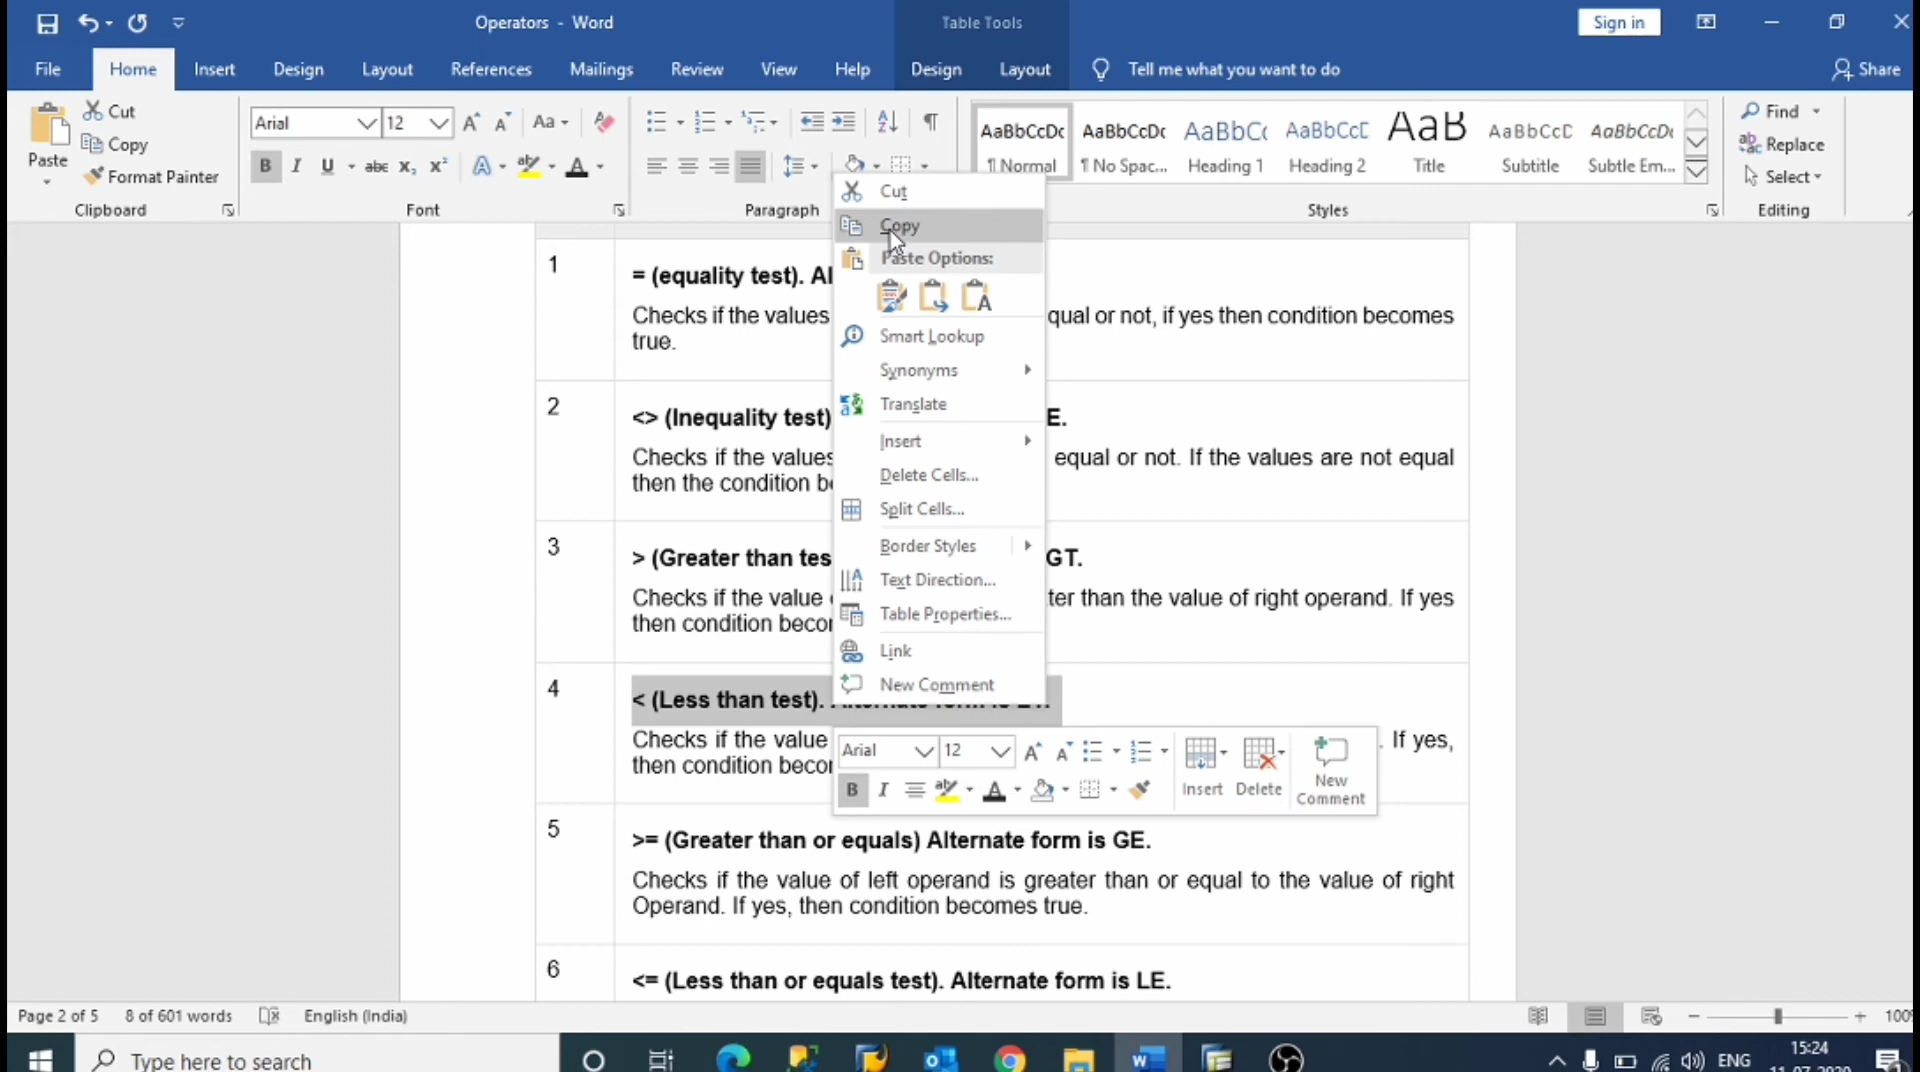 Operators - Word
Table Tools
Sign in
File
Home
Insert
Design
Layout
References
Mailings
Review
View
Help
Design
Layout
Tell me what you want to do
Share
Paste
Cut
Copy
Format Painter
Clipboard
Arial
12
Aa
B I U abc x₂ x²
Font
Paragraph
AaBbCcDc
¶ Normal
AaBbCcDc
¶ No Spac...
AaBbC
Heading 1
AaBbCcC
Heading 2
AaB
Title
AaBbCcC
Subtitle
AaBbCcDc
Subtle Em...
Styles
Find
Replace
Select
Editing
Cut
Copy
Paste Options:
Smart Lookup
Synonyms
Translate
Insert
Delete Cells...
Split Cells...
Border Styles
Text Direction...
Table Properties...
Link
New Comment
1
= (equality test). Al
Checks if the values qual or not, if yes then condition becomes
true.
2
<> (Inequality test) E.
Checks if the values equal or not. If the values are not equal
then the condition be
3
> (Greater than tes GT.
Checks if the value ter than the value of right operand. If yes
then condition becor
4
< (Less than test).
Checks if the value . If yes,
then condition becor
Arial
12
B I
Insert
Delete
New
Comment
5
>= (Greater than or equals) Alternate form is GE.
Checks if the value of left operand is greater than or equal to the value of right
Operand. If yes, then condition becomes true.
6
<= (Less than or equals test). Alternate form is LE.
Page 2 of 5
8 of 601 words
English (India)
100
Type here to search
ENG
15:24